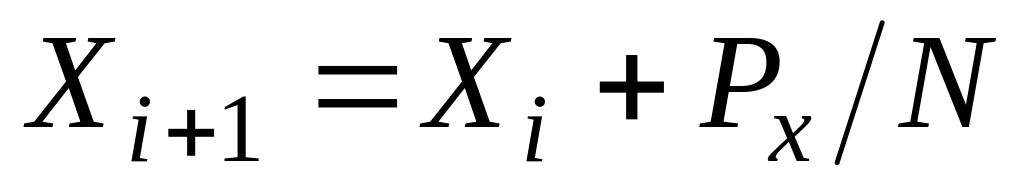 X_{i+1} = X_i + P_x/N